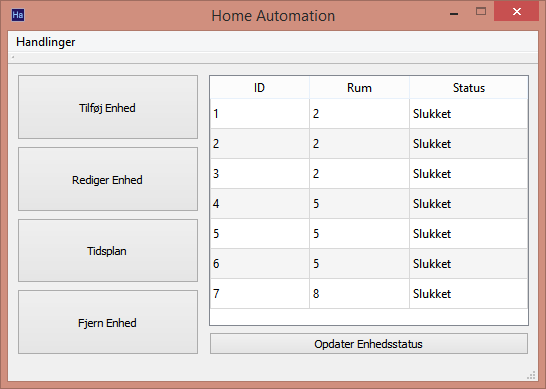 Ha Home Automation
Handlinger
Tilføj Enhed
Rediger Enhed
Tidsplan
Fjern Enhed
ID Rum Status
1 2 Slukket
2 2 Slukket
3 2 Slukket
4 5 Slukket
5 5 Slukket
6 5 Slukket
7 8 Slukket
Opdater Enhedsstatus